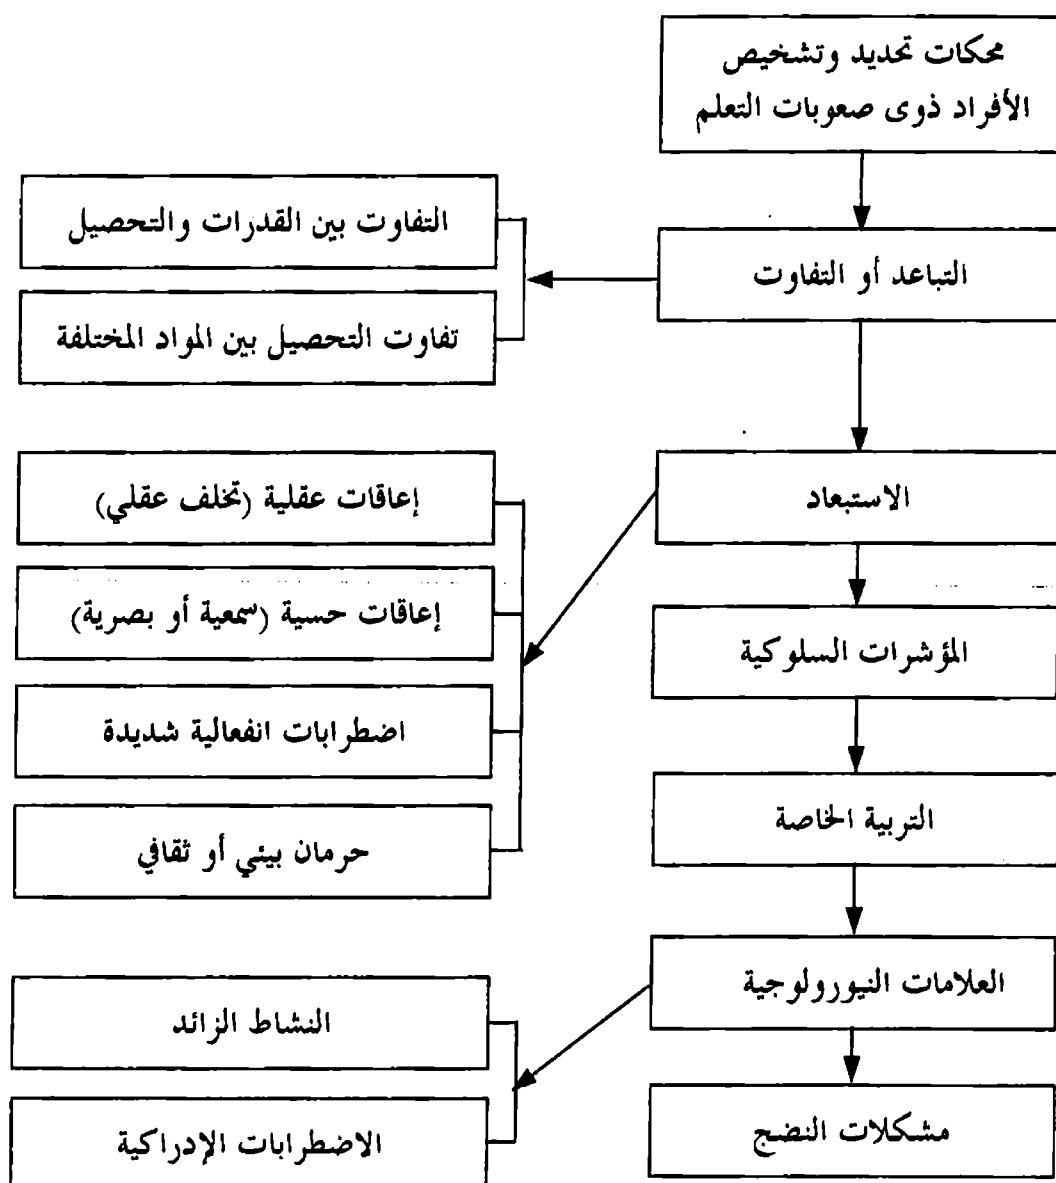 محكات تحديد وتشخيص
الأفراد ذوى صعوبات التعلم
التباعد أو التفاوت
التفاوت بين القدرات والتحصيل
تفاوت التحصيل بين المواد المختلفة
الاستبعاد
إعاقات عقلية (تخلف عقلي)
إعاقات حسية (سمعية أو بصرية)
اضطرابات انفعالية شديدة
حرمان بيئي أو ثقافي
المؤشرات السلوكية
التربية الخاصة
العلامات النيورولوجية
النشاط الزائد
الاضطرابات الإدراكية
مشكلات النضج